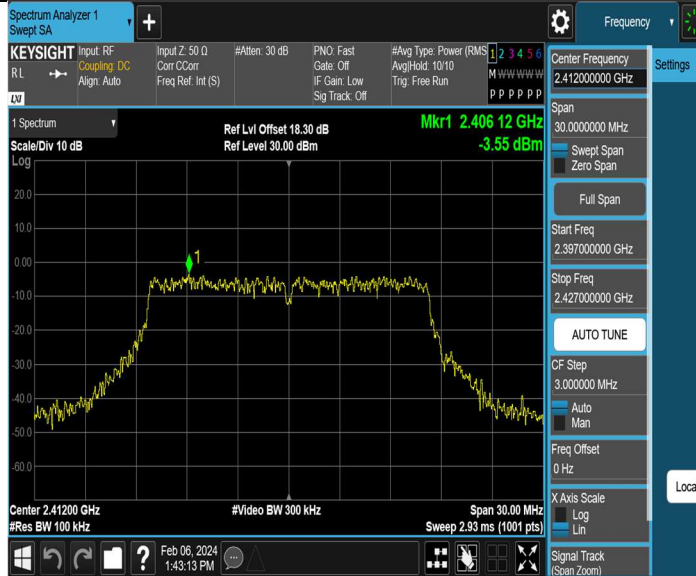 Spectrum Analyzer 1
Swept SA
Frequency
KEYSIGHT
RL
LXI
Input: RF
Coupling: DC
Align: Auto
Input Z: 50 Ω
Corr CCorr
Freq Ref: Int (S)
#Atten: 30 dB
PNO: Fast
Gate: Off
IF Gain: Low
Sig Track: Off
#Avg Type: Power (RMS
Avg|Hold: 10/10
Trig: Free Run
1 2 3 4 5 6
M W W W W W
P P P P P P
1 Spectrum
Scale/Div 10 dB
Log
Ref Lvl Offset 18.30 dB
Ref Level 30.00 dBm
Mkr1 2.406 12 GHz
-3.55 dBm
20.0
10.0
0.00
-10.0
-20.0
-30.0
-40.0
-50.0
-60.0
1
Center 2.41200 GHz
#Res BW 100 kHz
#Video BW 300 kHz
Span 30.00 MHz
Sweep 2.93 ms (1001 pts)
?
Feb 06, 2024
1:43:13 PM
Center Frequency
2.412000000 GHz
Settings
Span
30.0000000 MHz
Swept Span
Zero Span
Full Span
Start Freq
2.397000000 GHz
Stop Freq
2.427000000 GHz
AUTO TUNE
CF Step
3.000000 MHz
Auto
Man
Freq Offset
0 Hz
X Axis Scale
Log
Lin
Signal Track
(Span Zoom)
Loca